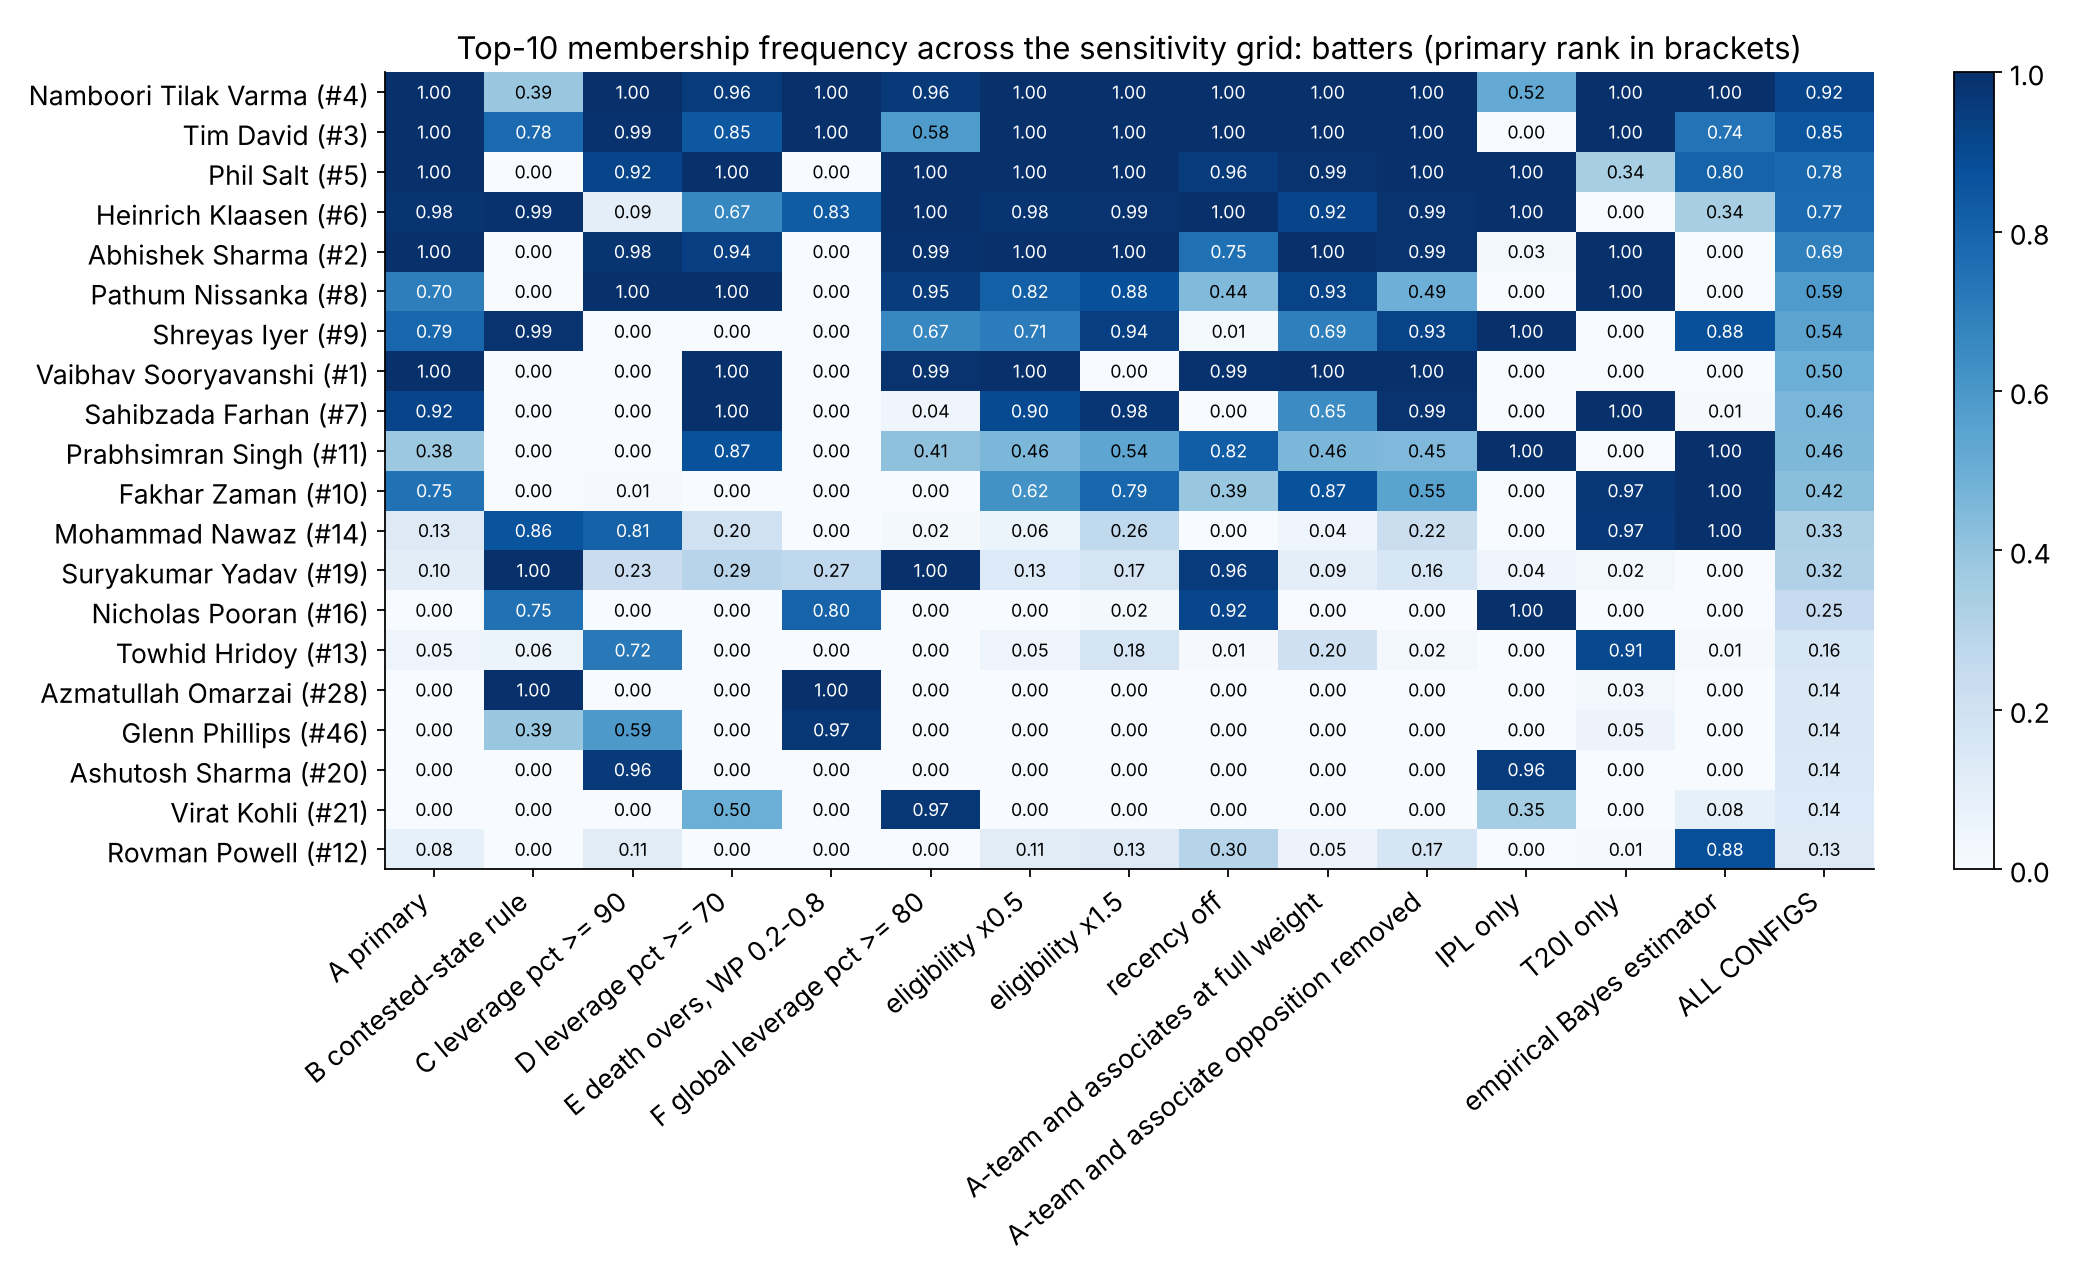 Top-10 membership frequency across the sensitivity grid: batters (primary rank in brackets)
Namboori Tilak Varma (#4) 1.00 0.39 1.00 0.96 1.00 0.96 1.00 1.00 1.00 1.00 1.00 0.52 1.00 1.00 0.92
Tim David (#3) 1.00 0.78 0.99 0.85 1.00 0.58 1.00 1.00 1.00 1.00 1.00 0.00 1.00 0.74 0.85
Phil Salt (#5) 1.00 0.00 0.92 1.00 0.00 1.00 1.00 1.00 0.96 0.99 1.00 1.00 0.34 0.80 0.78
Heinrich Klaasen (#6) 0.98 0.99 0.09 0.67 0.83 1.00 0.98 0.99 1.00 0.92 0.99 1.00 0.00 0.34 0.77
Abhishek Sharma (#2) 1.00 0.00 0.98 0.94 0.00 0.99 1.00 1.00 0.75 1.00 0.99 0.03 1.00 0.00 0.69
Pathum Nissanka (#8) 0.70 0.00 1.00 1.00 0.00 0.95 0.82 0.88 0.44 0.93 0.49 0.00 1.00 0.00 0.59
Shreyas Iyer (#9) 0.79 0.99 0.00 0.00 0.00 0.67 0.71 0.94 0.01 0.69 0.93 1.00 0.00 0.88 0.54
Vaibhav Sooryavanshi (#1) 1.00 0.00 0.00 1.00 0.00 0.99 1.00 0.00 0.99 1.00 1.00 0.00 0.00 0.00 0.50
Sahibzada Farhan (#7) 0.92 0.00 0.00 1.00 0.00 0.04 0.90 0.98 0.00 0.65 0.99 0.00 1.00 0.01 0.46
Prabhsimran Singh (#11) 0.38 0.00 0.00 0.87 0.00 0.41 0.46 0.54 0.82 0.46 0.45 1.00 0.00 1.00 0.46
Fakhar Zaman (#10) 0.75 0.00 0.01 0.00 0.00 0.00 0.62 0.79 0.39 0.87 0.55 0.00 0.97 1.00 0.42
Mohammad Nawaz (#14) 0.13 0.86 0.81 0.20 0.00 0.02 0.06 0.26 0.00 0.04 0.22 0.00 0.97 1.00 0.33
Suryakumar Yadav (#19) 0.10 1.00 0.23 0.29 0.27 1.00 0.13 0.17 0.96 0.09 0.16 0.04 0.02 0.00 0.32
Nicholas Pooran (#16) 0.00 0.75 0.00 0.00 0.80 0.00 0.00 0.02 0.92 0.00 0.00 1.00 0.00 0.00 0.25
Towhid Hridoy (#13) 0.05 0.06 0.72 0.00 0.00 0.00 0.05 0.18 0.01 0.20 0.02 0.00 0.91 0.01 0.16
Azmatullah Omarzai (#28) 0.00 1.00 0.00 0.00 1.00 0.00 0.00 0.00 0.00 0.00 0.00 0.00 0.03 0.00 0.14
Glenn Phillips (#46) 0.00 0.39 0.59 0.00 0.97 0.00 0.00 0.00 0.00 0.00 0.00 0.00 0.05 0.00 0.14
Ashutosh Sharma (#20) 0.00 0.00 0.96 0.00 0.00 0.00 0.00 0.00 0.00 0.00 0.00 0.96 0.00 0.00 0.14
Virat Kohli (#21) 0.00 0.00 0.00 0.50 0.00 0.97 0.00 0.00 0.00 0.00 0.00 0.35 0.00 0.08 0.14
Rovman Powell (#12) 0.08 0.00 0.11 0.00 0.00 0.00 0.11 0.13 0.30 0.05 0.17 0.00 0.01 0.88 0.13
A primary
B contested-state rule
C leverage pct >= 90
D leverage pct >= 70
E death overs, WP 0.2-0.8
F global leverage pct >= 80
eligibility x0.5
eligibility x1.5
recency off
A-team and associates at full weight
A-team and associate opposition removed
IPL only
T20I only
empirical Bayes estimator
ALL CONFIGS
1.0
0.8
0.6
0.4
0.2
0.0